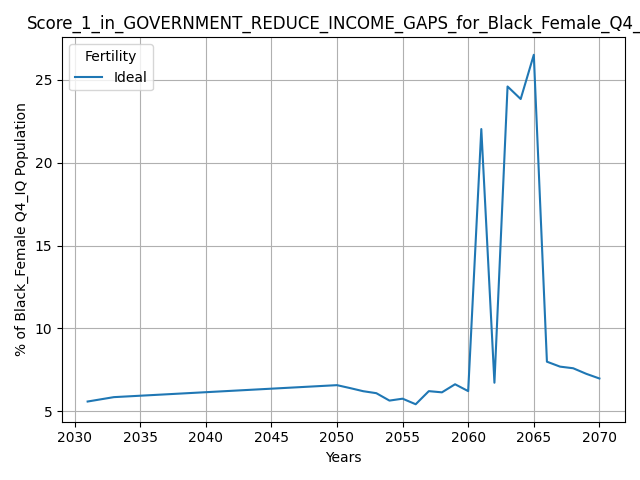 Score_1_in_GOVERNMENT_REDUCE_INCOME_GAPS_for_Black_Female_Q4_
Fertility
Ideal
% of Black_Female Q4_IQ Population
25
20
15
10
5
2030 2035 2040 2045 2050 2055 2060 2065 2070
Years